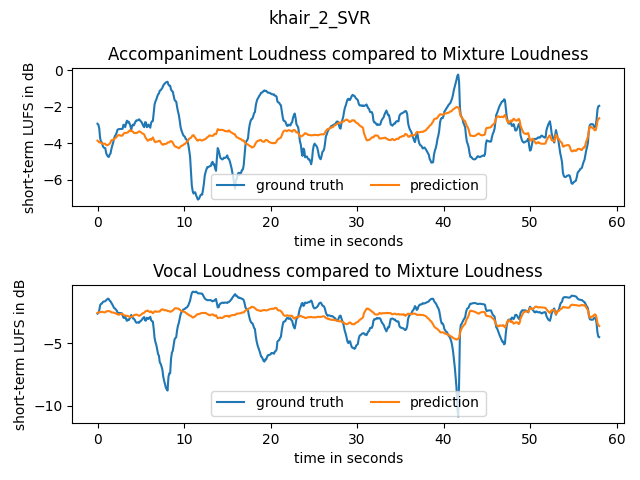 khair_2_SVR
Accompaniment Loudness compared to Mixture Loudness
short-term LUFS in dB
0
−2
−4
−6
ground truth
prediction
0 10 20 30 40 50 60
time in seconds
Vocal Loudness compared to Mixture Loudness
short-term LUFS in dB
−5
−10
ground truth
prediction
0 10 20 30 40 50 60
time in seconds